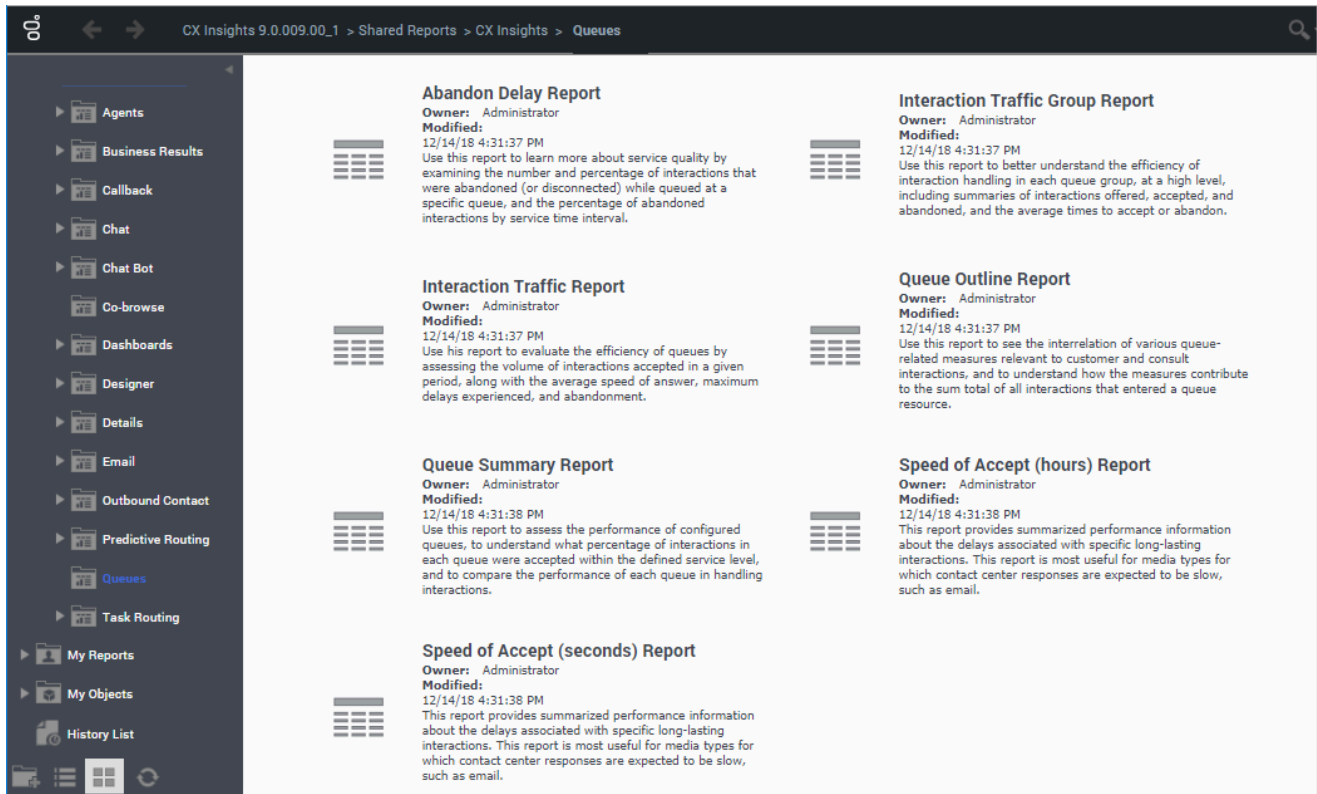 CX Insights 9.0.009.00_1 > Shared Reports > CX Insights > Queues
Agents
Business Results
Callback
Chat
Chat Bot
Co-browse
Dashboards
Designer
Details
Email
Outbound Contact
Predictive Routing
Queues
Task Routing
My Reports
My Objects
History List
Abandon Delay Report
Owner: Administrator
Modified:
12/14/18 4:31:37 PM
Use this report to learn more about service quality by
examining the number and percentage of interactions that
were abandoned (or disconnected) while queued at a
specific queue, and the percentage of abandoned
interactions by service time interval.
Interaction Traffic Group Report
Owner: Administrator
Modified:
12/14/18 4:31:37 PM
Use this report to better understand the efficiency of
interaction handling in each queue group, at a high level,
including summaries of interactions offered, accepted, and
abandoned, and the average times to accept or abandon.
Interaction Traffic Report
Owner: Administrator
Modified:
12/14/18 4:31:37 PM
Use his report to evaluate the efficiency of queues by
assessing the volume of interactions accepted in a given
period, along with the average speed of answer, maximum
delays experienced, and abandonment.
Queue Outline Report
Owner: Administrator
Modified:
12/14/18 4:31:37 PM
Use this report to see the interrelation of various queue-
related measures relevant to customer and consult
interactions, and to understand how the measures contribute
to the sum total of all interactions that entered a queue
resource.
Queue Summary Report
Owner: Administrator
Modified:
12/14/18 4:31:38 PM
Use this report to assess the performance of configured
queues, to understand what percentage of interactions in
each queue were accepted within the defined service level,
and to compare the performance of each queue in handling
interactions.
Speed of Accept (hours) Report
Owner: Administrator
Modified:
12/14/18 4:31:38 PM
This report provides summarized performance information
about the delays associated with specific long-lasting
interactions. This report is most useful for media types for
which contact center responses are expected to be slow,
such as email.
Speed of Accept (seconds) Report
Owner: Administrator
Modified:
12/14/18 4:31:38 PM
This report provides summarized performance information
about the delays associated with specific long-lasting
interactions. This report is most useful for media types for
which contact center responses are expected to be slow,
such as email.